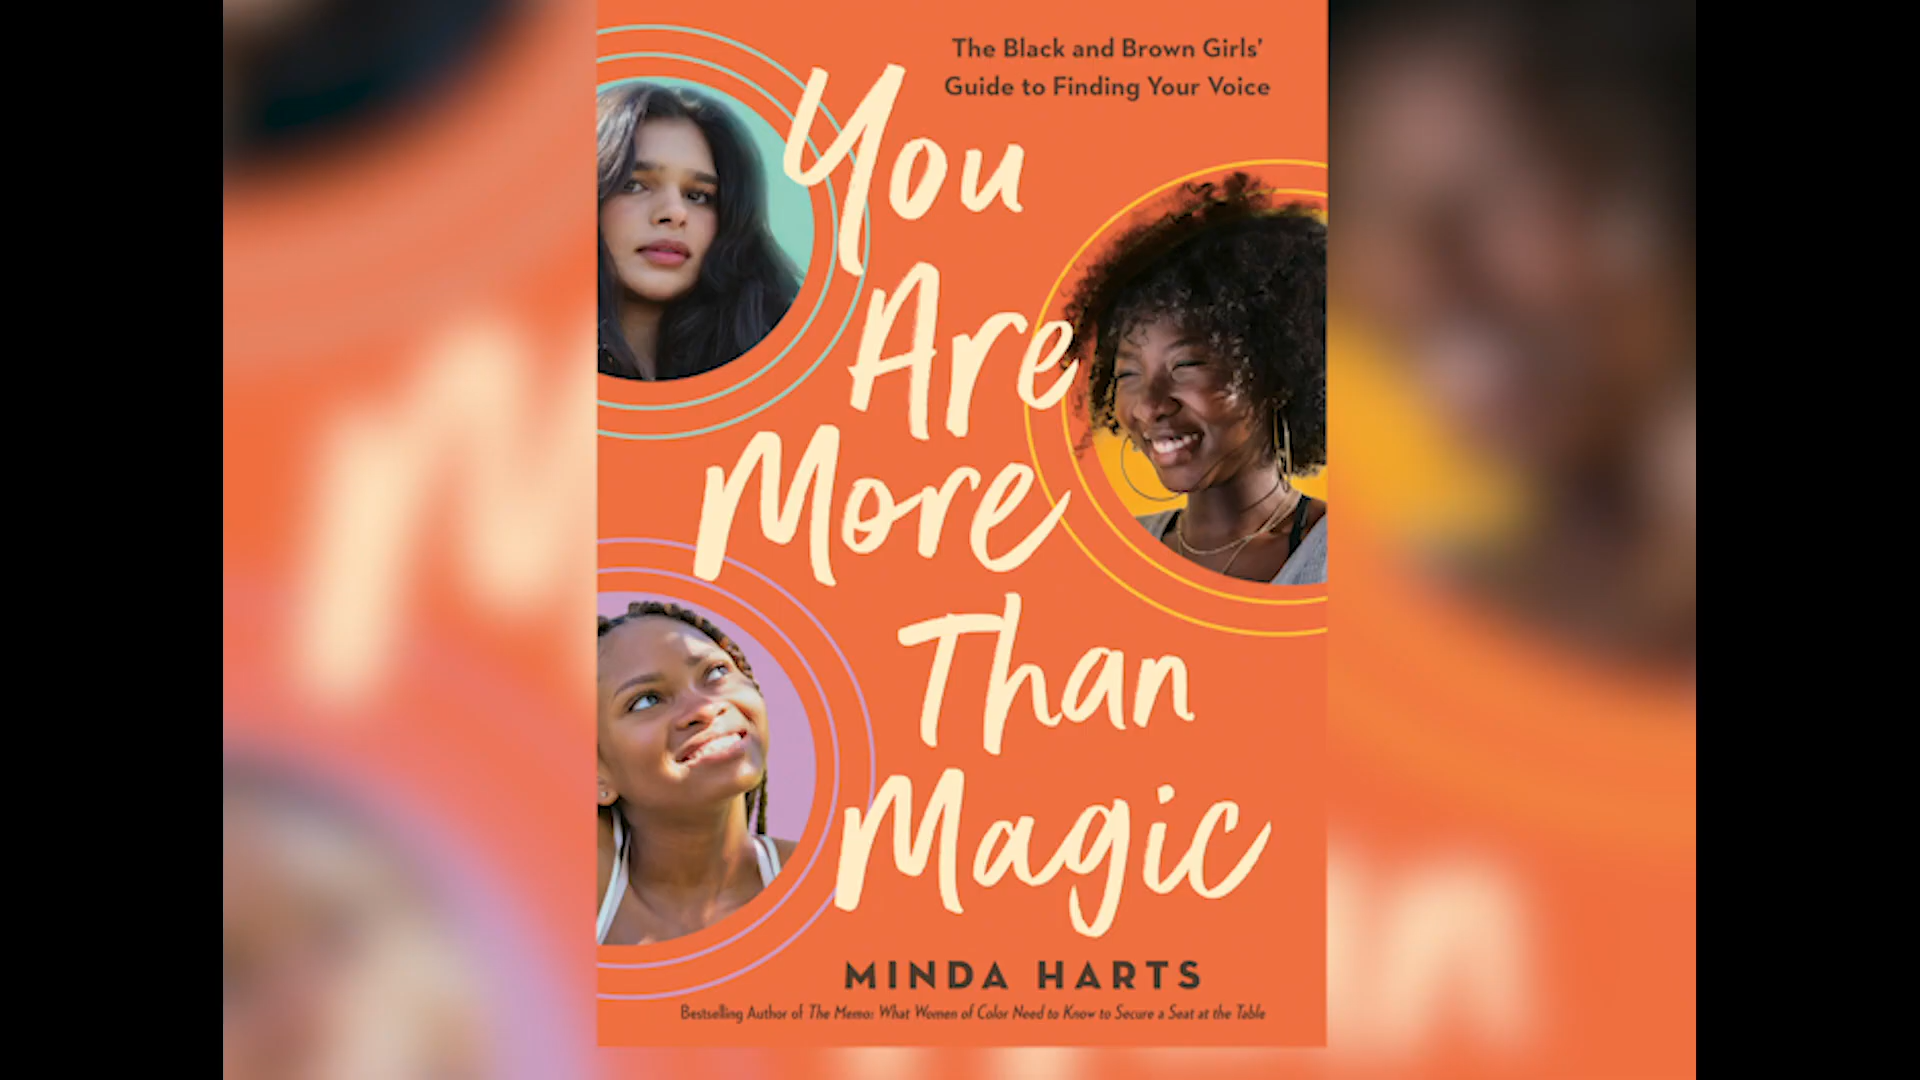 The Black and Brown Girls'
Guide to Finding Your Voice
You
Are
More
Than
Magic
MINDA HARTS
Bestselling Author of The Memo: What Women of Color Need to Know to Secure a Seat at the Table